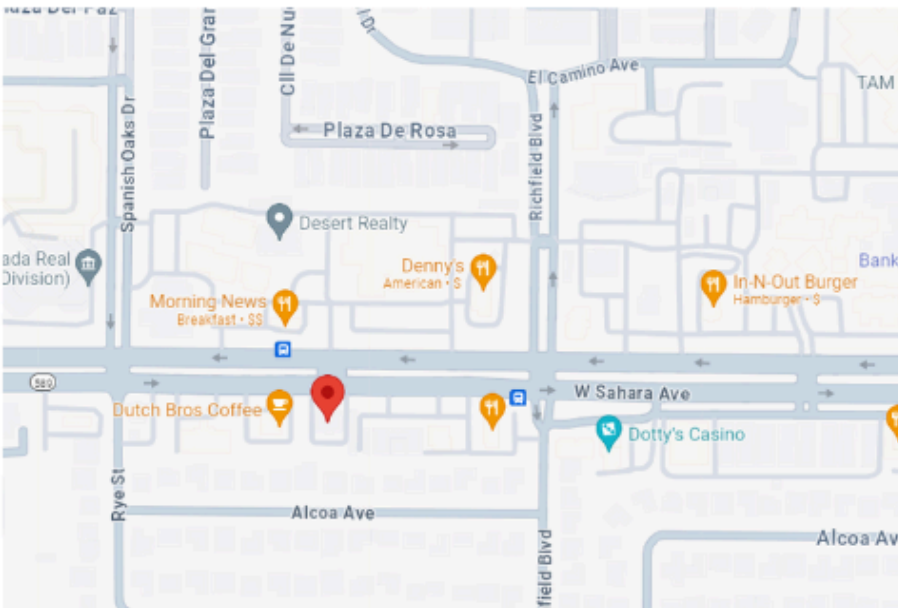 Plaza Del Paz
Plaza Del Gran
Cll De Nu
l Dr
El Camino Ave
TAM
Spanish Oaks Dr
Plaza De Rosa
Richfield Blvd
Desert Realty
ada Real
Division)
Denny's
American • $
Bank
In-N-Out Burger
Hamburger • $
Morning News
Breakfast • $$
589
W Sahara Ave
Dutch Bros Coffee
Dotty's Casino
Rye St
Alcoa Ave
Alcoa Av
field Blvd